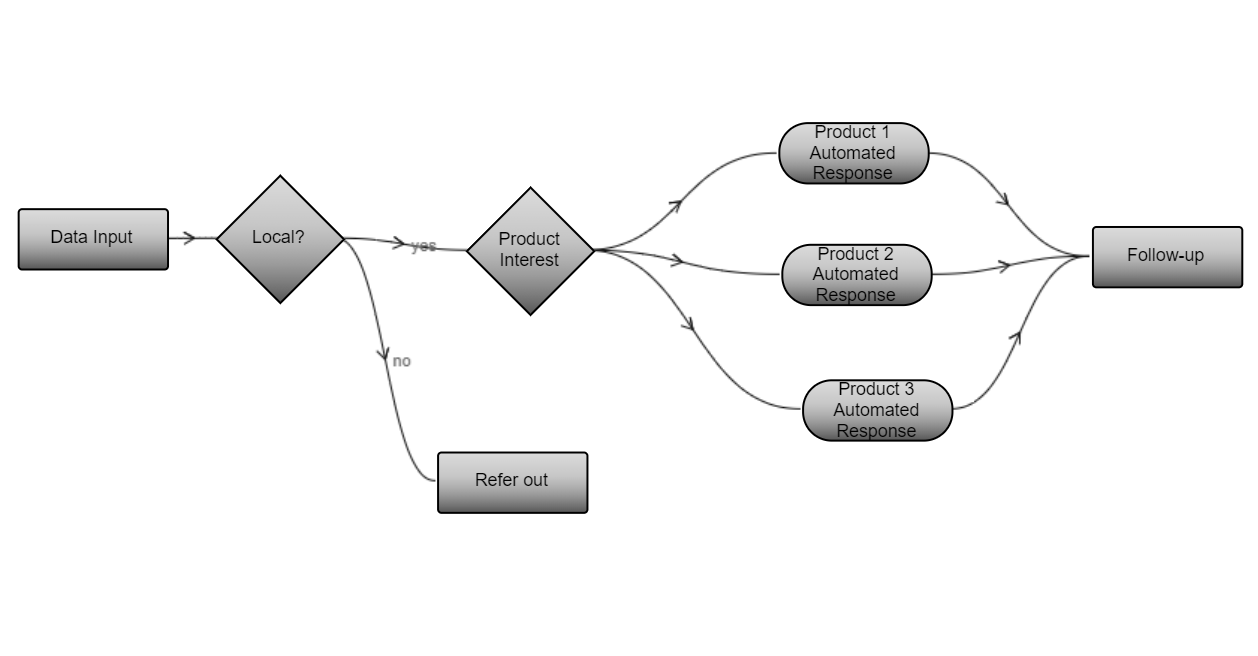 Data Input
Local?
yes
no
Refer out
Product
Interest
Product 1
Automated
Response
Product 2
Automated
Response
Product 3
Automated
Response
Follow-up